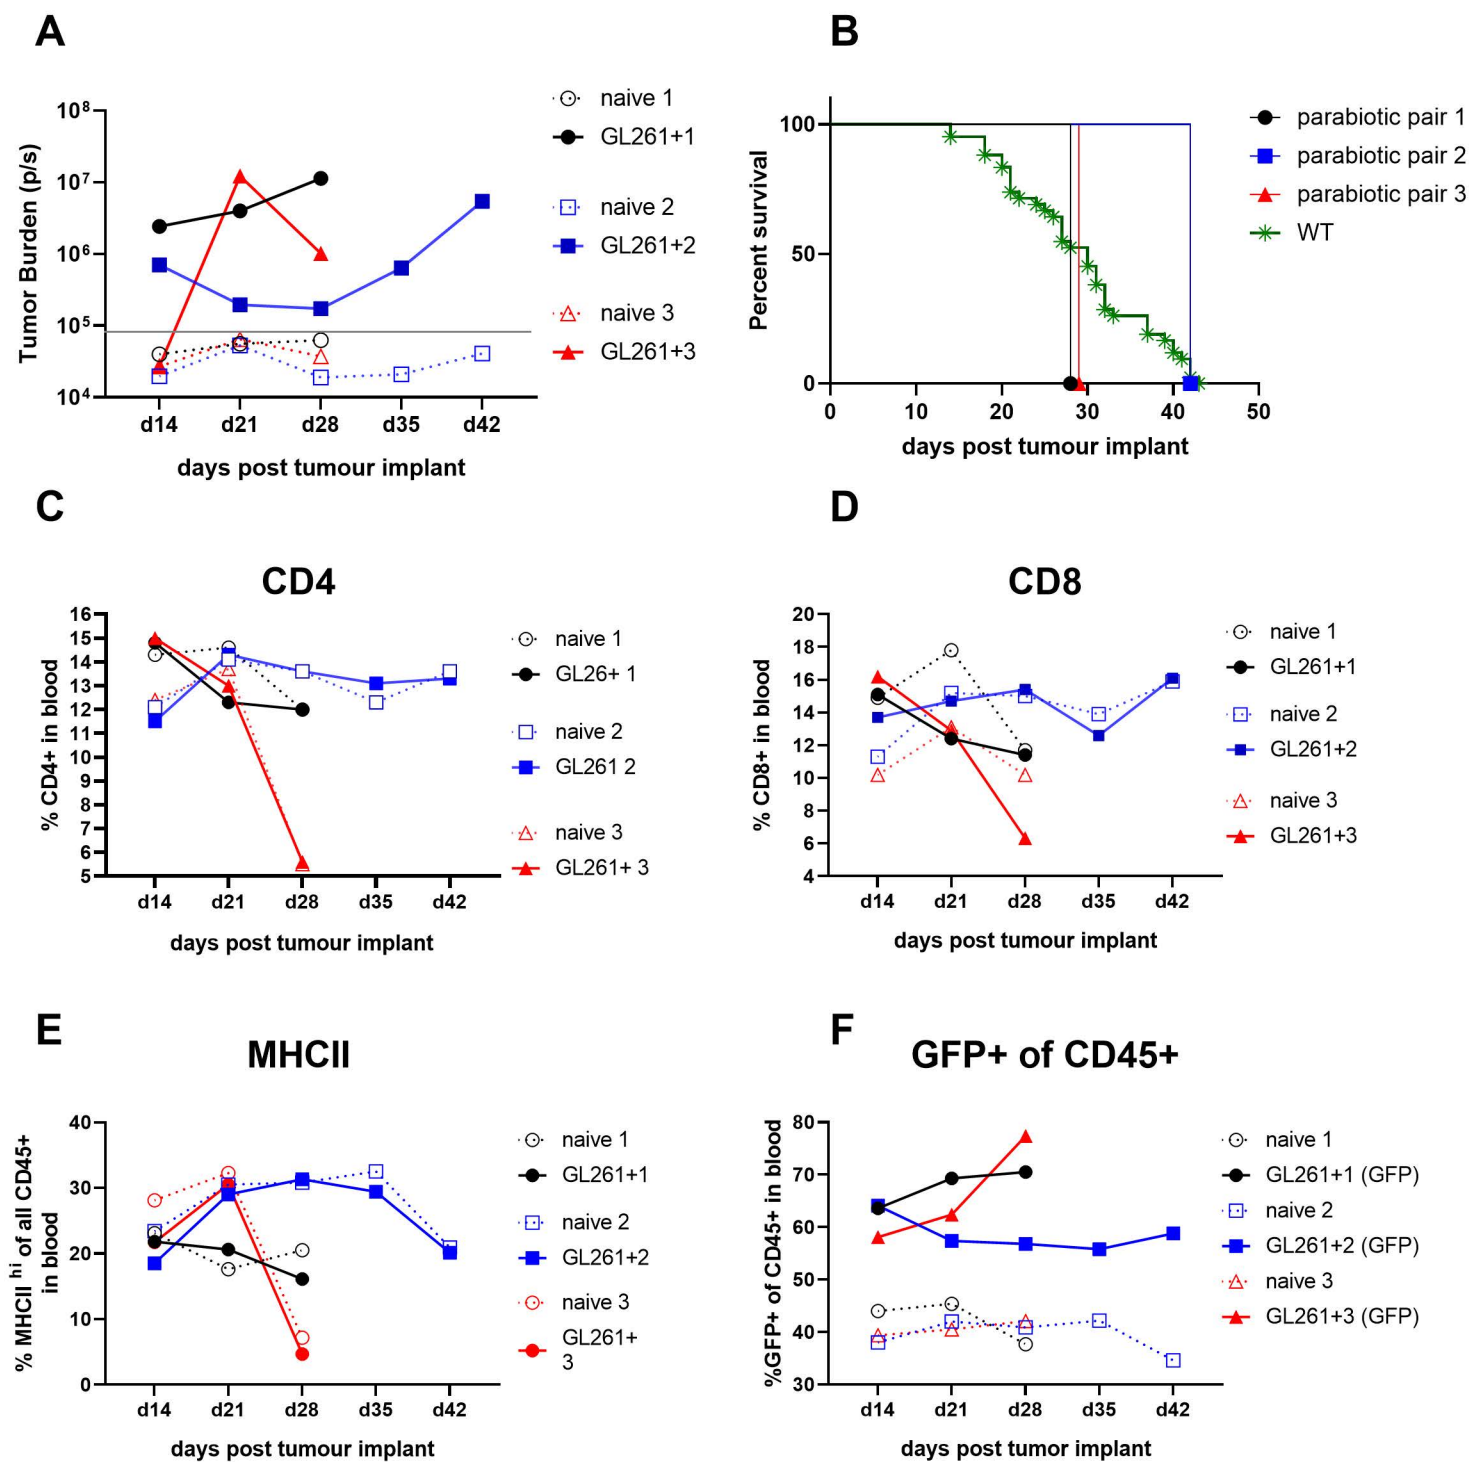 A
10⁸
10⁷
10⁶
10⁵
10⁴
Tumor Burden (p/s)
d14 d21 d28 d35 d42
days post tumour implant
naive 1
GL261+1
naive 2
GL261+2
naive 3
GL261+3
B
100
50
0
Percent survival
0 10 20 30 40 50
days post tumour implant
parabiotic pair 1
parabiotic pair 2
parabiotic pair 3
WT
C
CD4
16
15
14
13
12
11
10
9
8
7
6
5
% CD4+ in blood
d14 d21 d28 d35 d42
days post tumour implant
naive 1
GL26+ 1
naive 2
GL261 2
naive 3
GL261+ 3
D
CD8
20
18
16
14
12
10
8
6
4
% CD8+ in blood
d14 d21 d28 d35 d42
days post tumour implant
naive 1
GL261+1
naive 2
GL261+2
naive 3
GL261+3
E
MHCII
40
30
20
10
0
% MHCII hi of all CD45+
in blood
d14 d21 d28 d35 d42
days post tumour implant
naive 1
GL261+1
naive 2
GL261+2
naive 3
GL261+
3
F
GFP+ of CD45+
80
70
60
50
40
30
%GFP+ of CD45+ in blood
d14 d21 d28 d35 d42
days post tumor implant
naive 1
GL261+1 (GFP)
naive 2
GL261+2 (GFP)
naive 3
GL261+3 (GFP)